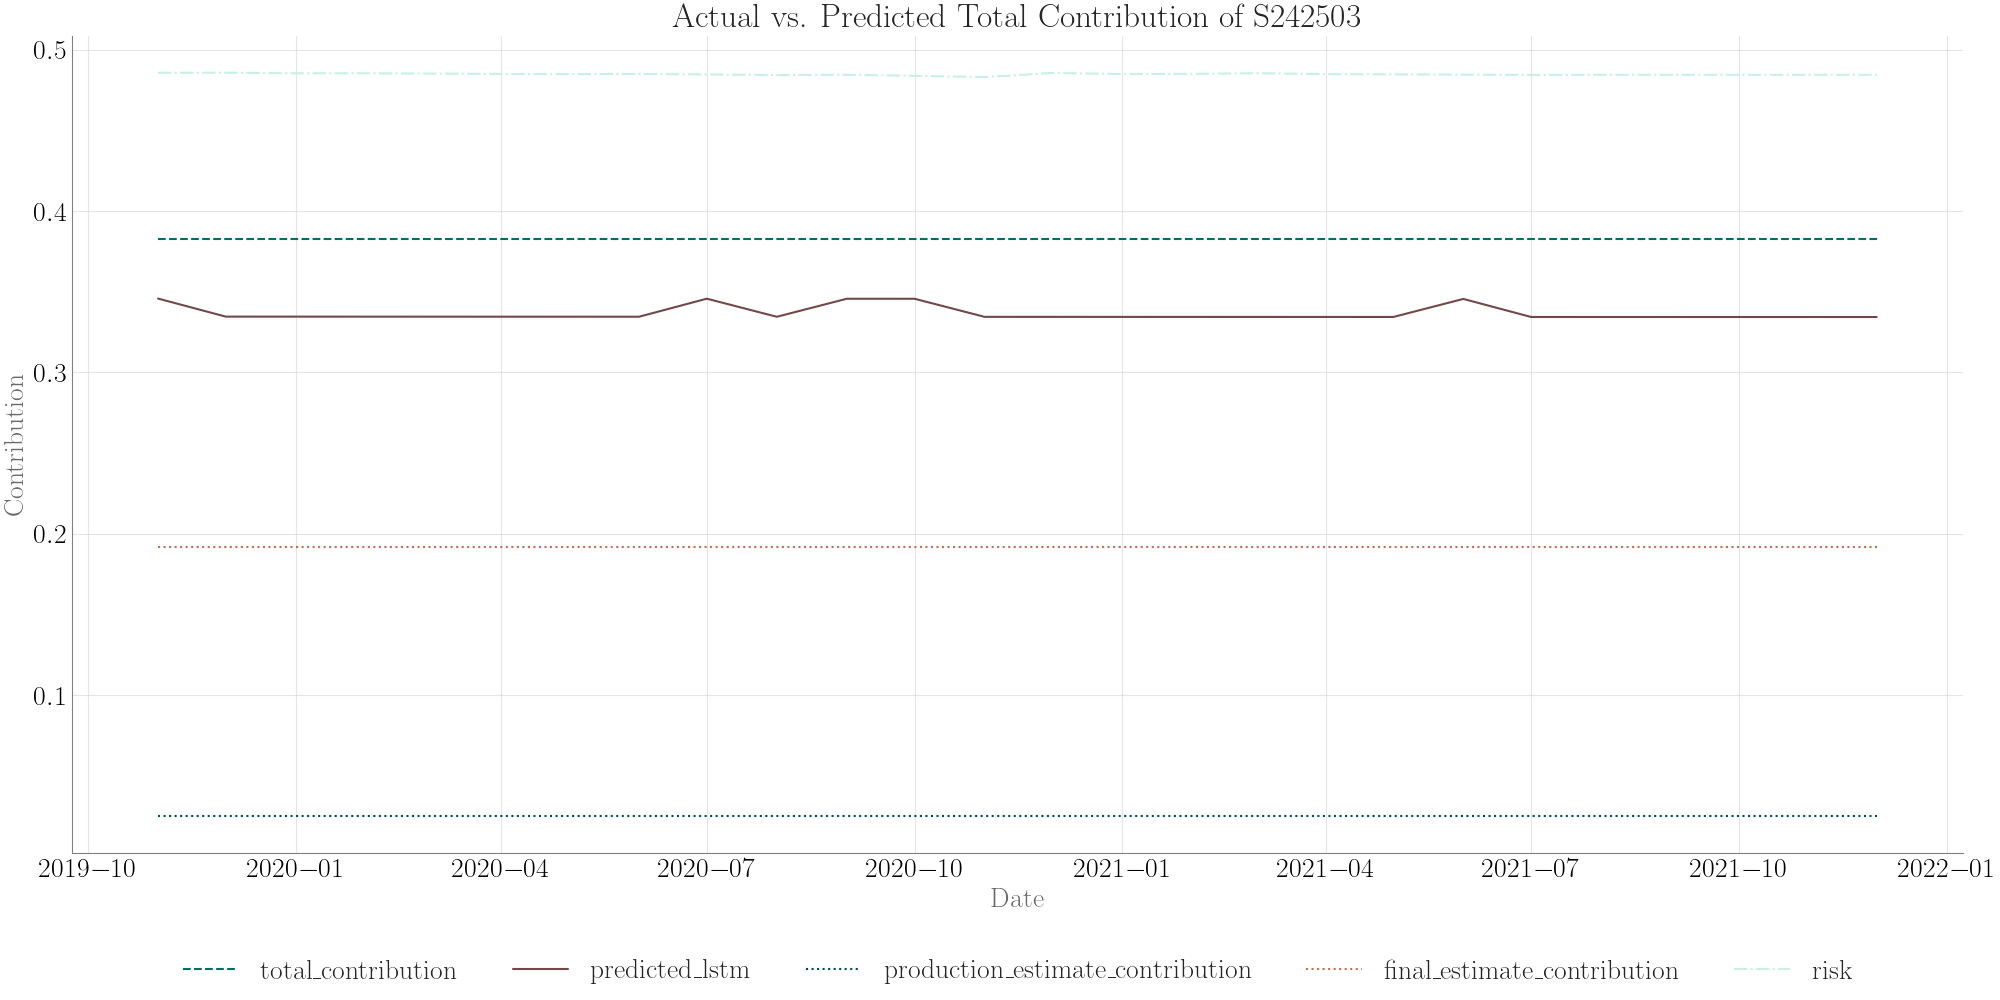 Actual vs. Predicted Total Contribution of S242503
0.5
0.4
0.3
0.2
0.1
Contribution
2019–10 2020–01 2020–04 2020–07 2020–10 2021–01 2021–04 2021–07 2021–10 2022–01
Date
total_contribution predicted_lstm production_estimate_contribution final_estimate_contribution risk